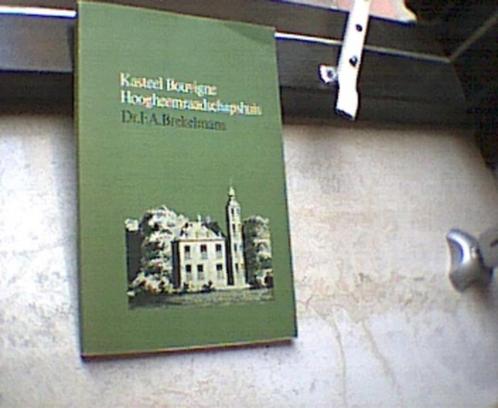 Kasteel Bouvigne
Hoogheemraadschapshuis
Dr. F.A. Brekelmans